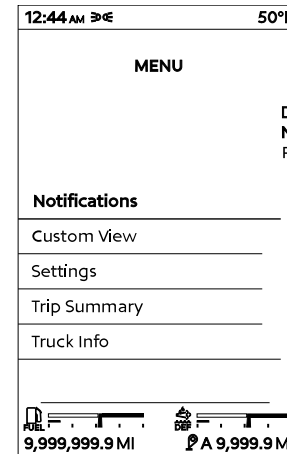 12:44 AM 50°
MENU
Notifications
Custom View
Settings
Trip Summary
Truck Info
FUEL DEF
9,999,999.9 MI A 9,999.9 M